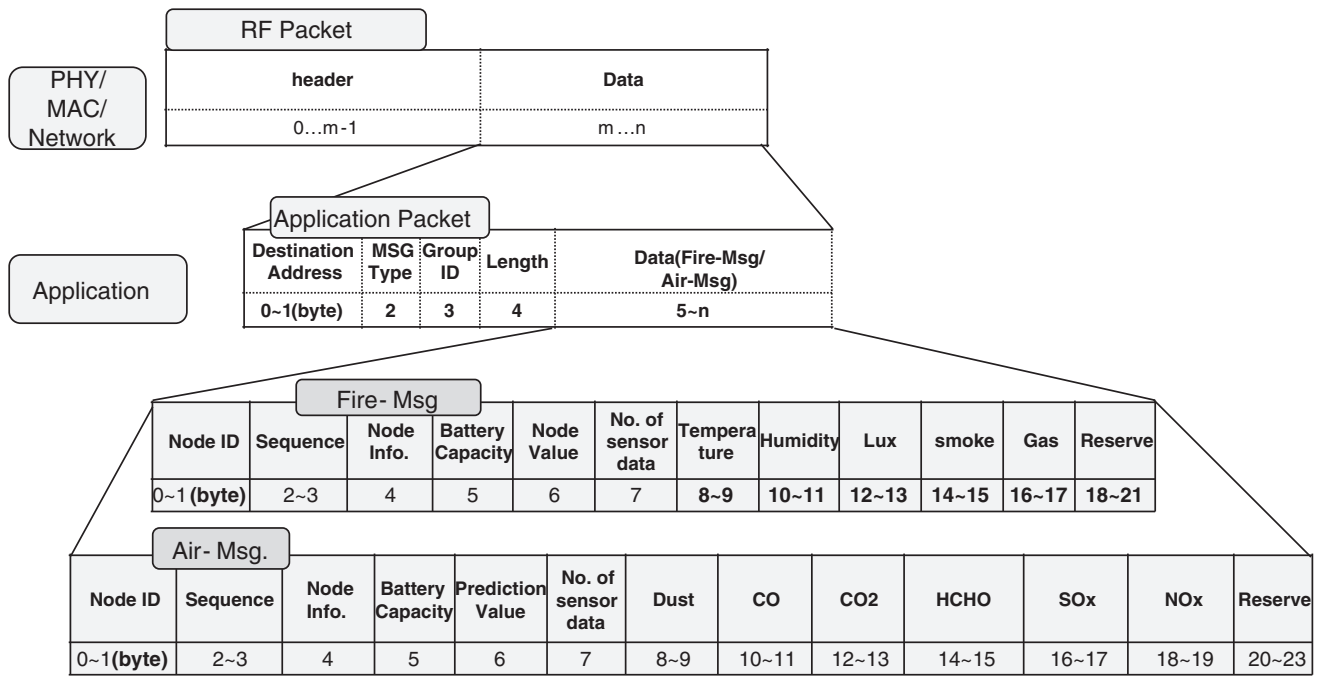 RF Packet
PHY/
MAC/
Network
header Data
0…m-1 m…n
Application Packet
Application
Destination Address MSG Type Group ID Length Data(Fire-Msg/ Air-Msg)
0~1(byte) 2 3 4 5~n
Fire- Msg
Node ID Sequence Node Info. Battery Capacity Node Value No. of sensor data Tempera ture Humidity Lux smoke Gas Reserve
0~1(byte) 2~3 4 5 6 7 8~9 10~11 12~13 14~15 16~17 18~21
Air- Msg.
Node ID Sequence Node Info. Battery Capacity Prediction Value No. of sensor data Dust CO CO2 HCHO SOx NOx Reserve
0~1(byte) 2~3 4 5 6 7 8~9 10~11 12~13 14~15 16~17 18~19 20~23